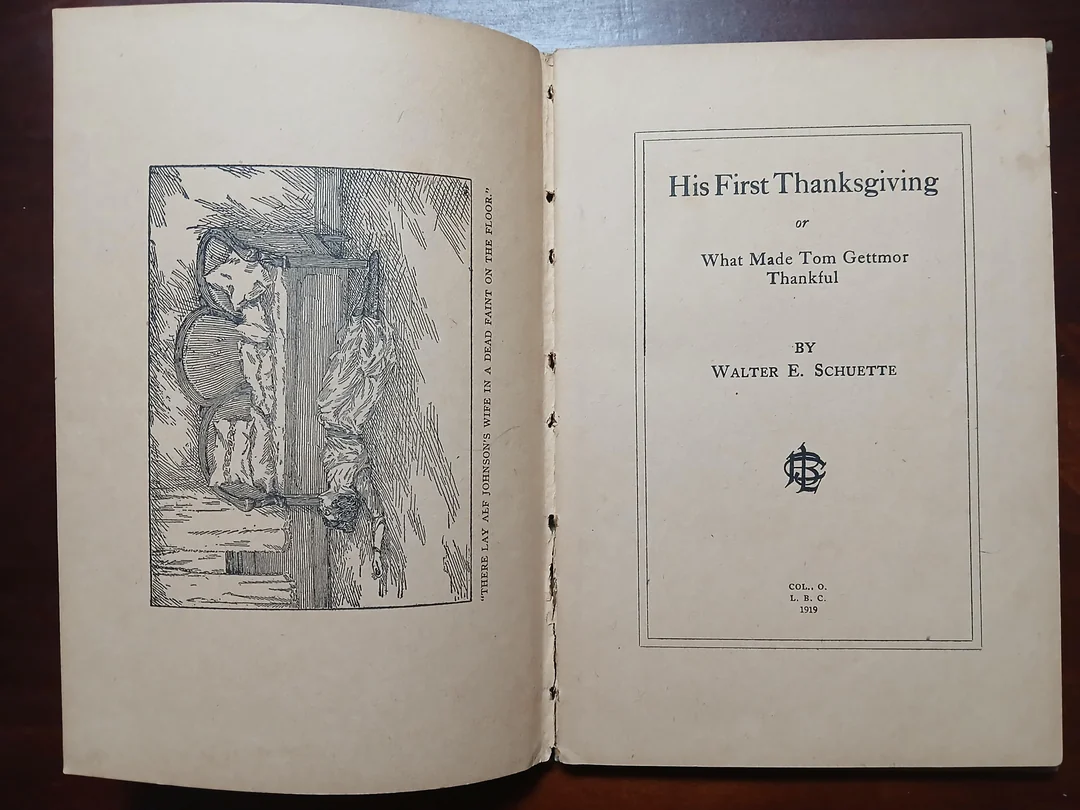 "THERE LAY ALF JOHNSON'S WIFE IN A DEAD FAINT ON THE FLOOR."
His First Thanksgiving
or
What Made Tom Gettmor
Thankful
BY
WALTER E. SCHUETTE
COL., O.
L. B. C.
1919